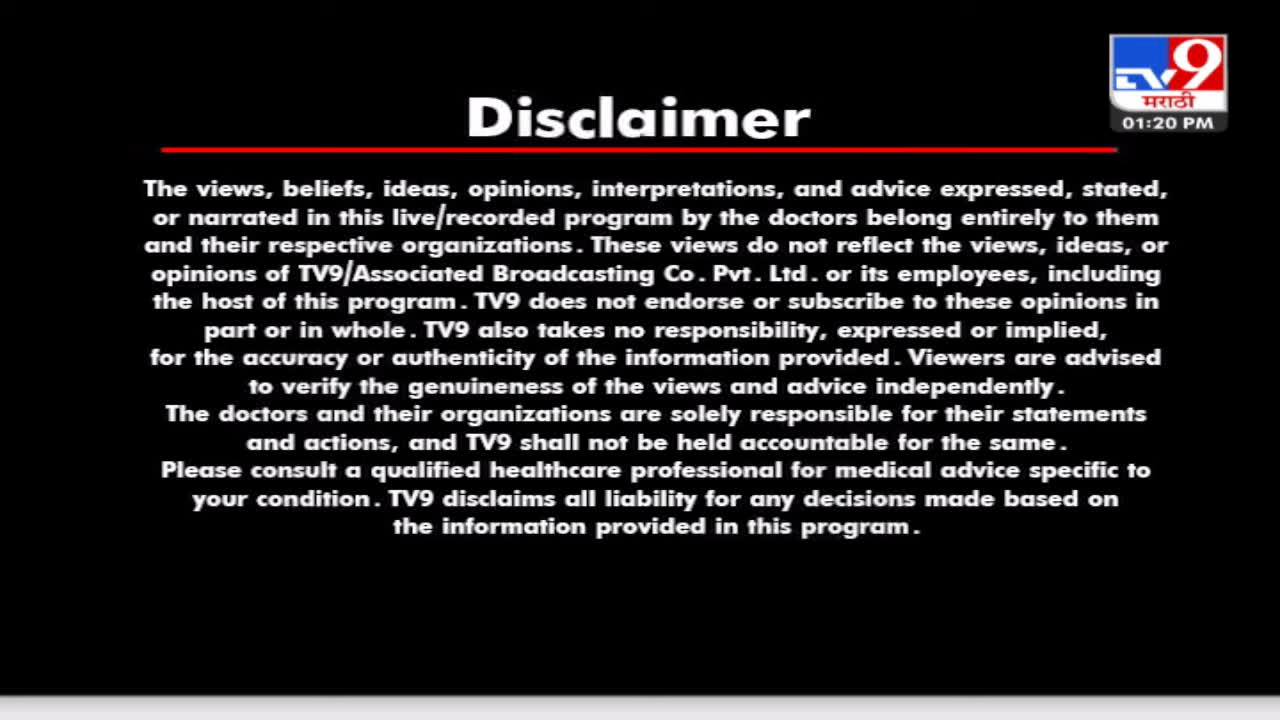 TV9
मराठी
01:20 PM
Disclaimer
The views, beliefs, ideas, opinions, interpretations, and advice expressed, stated,
or narrated in this live/recorded program by the doctors belong entirely to them
and their respective organizations. These views do not reflect the views, ideas, or
opinions of TV9/Associated Broadcasting Co. Pvt. Ltd. or its employees, including
the host of this program. TV9 does not endorse or subscribe to these opinions in
part or in whole. TV9 also takes no responsibility, expressed or implied,
for the accuracy or authenticity of the information provided. Viewers are advised
to verify the genuineness of the views and advice independently.
The doctors and their organizations are solely responsible for their statements
and actions, and TV9 shall not be held accountable for the same.
Please consult a qualified healthcare professional for medical advice specific to
your condition. TV9 disclaims all liability for any decisions made based on
the information provided in this program.